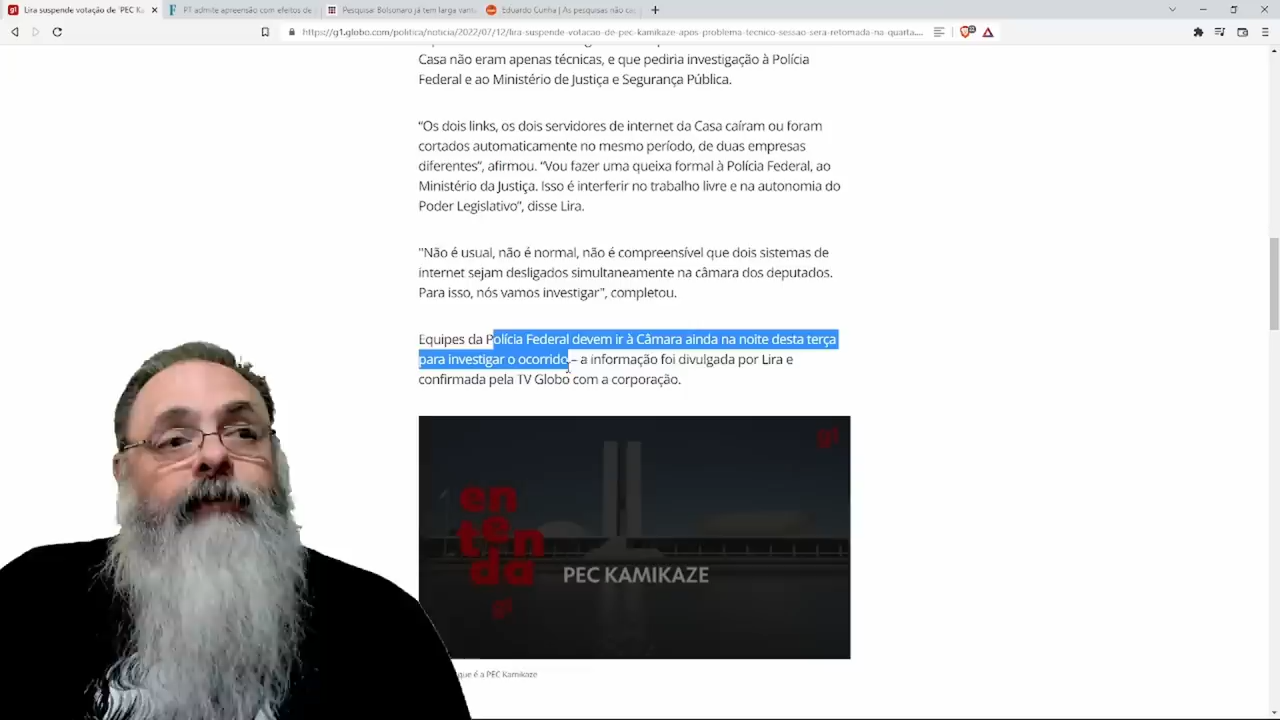 Lira suspende votação de 'PEC Ka
PT admite apreensão com efeitos de
Pesquisa! Bolsonaro já tem larga vant
Eduardo Cunha | As pesquisas não ca
https://g1.globo.com/politica/noticia/2022/07/12/lira-suspende-votacao-de-pec-kamikaze-apos-problema-tecnico-sessao-sera-retomada-na-quarta....
Casa não eram apenas técnicas, e que pediria investigação à Polícia
Federal e ao Ministério de Justiça e Segurança Pública.
"Os dois links, os dois servidores de internet da Casa caíram ou foram
cortados automaticamente no mesmo período, de duas empresas
diferentes", afirmou. "Vou fazer uma queixa formal à Polícia Federal, ao
Ministério da Justiça. Isso é interferir no trabalho livre e na autonomia do
Poder Legislativo", disse Lira.
"Não é usual, não é normal, não é compreensível que dois sistemas de
internet sejam desligados simultaneamente na câmara dos deputados.
Para isso, nós vamos investigar", completou.
Equipes da Polícia Federal devem ir à Câmara ainda na noite desta terça
para investigar o ocorrido – a informação foi divulgada por Lira e
confirmada pela TV Globo com a corporação.
g1
en
ten
da
PEC KAMIKAZE
g1
que é a PEC Kamikaze